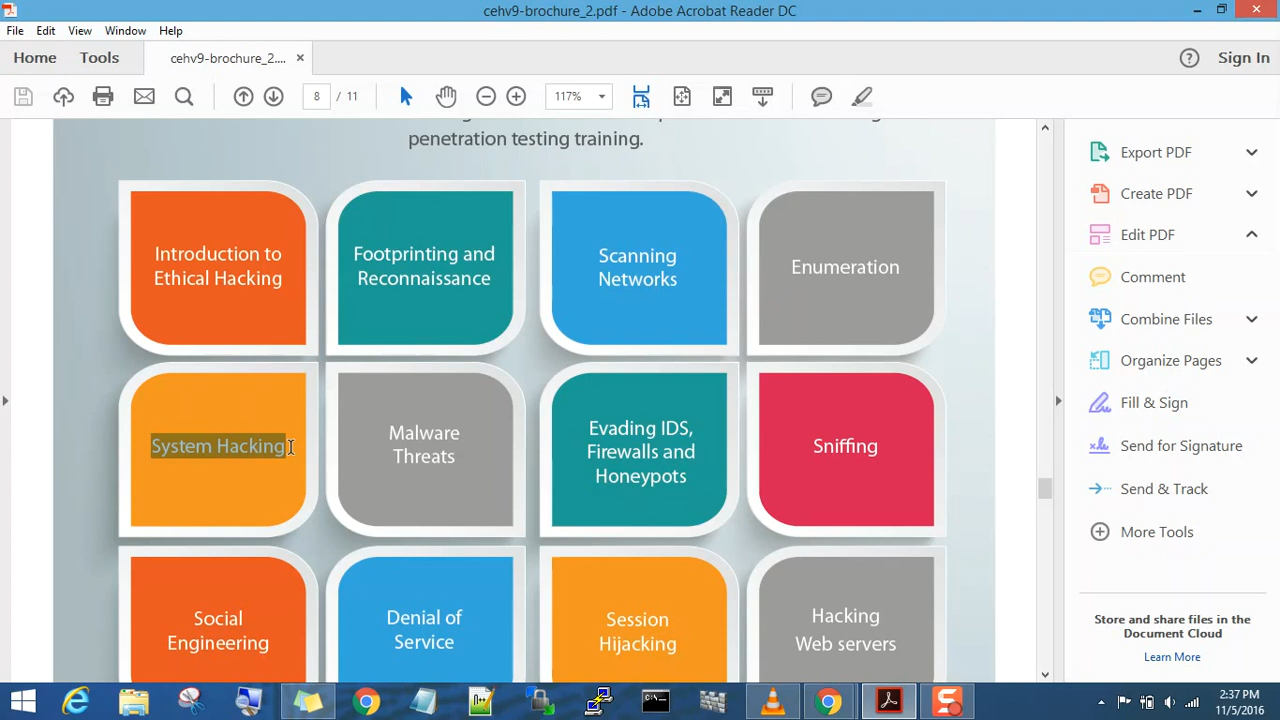 cehv9-brochure_2.pdf - Adobe Acrobat Reader DC
File Edit View Window Help
Home Tools cehv9-brochure_2.... × Sign In
8 / 11 117%
penetration testing training.
Introduction to
Ethical Hacking
Footprinting and
Reconnaissance
Scanning
Networks
Enumeration
System Hacking
Malware
Threats
Evading IDS,
Firewalls and
Honeypots
Sniffing
Social
Engineering
Denial of
Service
Session
Hijacking
Hacking
Web servers
Export PDF
Create PDF
Edit PDF
Comment
Combine Files
Organize Pages
Fill & Sign
Send for Signature
Send & Track
More Tools
Store and share files in the
Document Cloud
Learn More
2:37 PM
11/5/2016